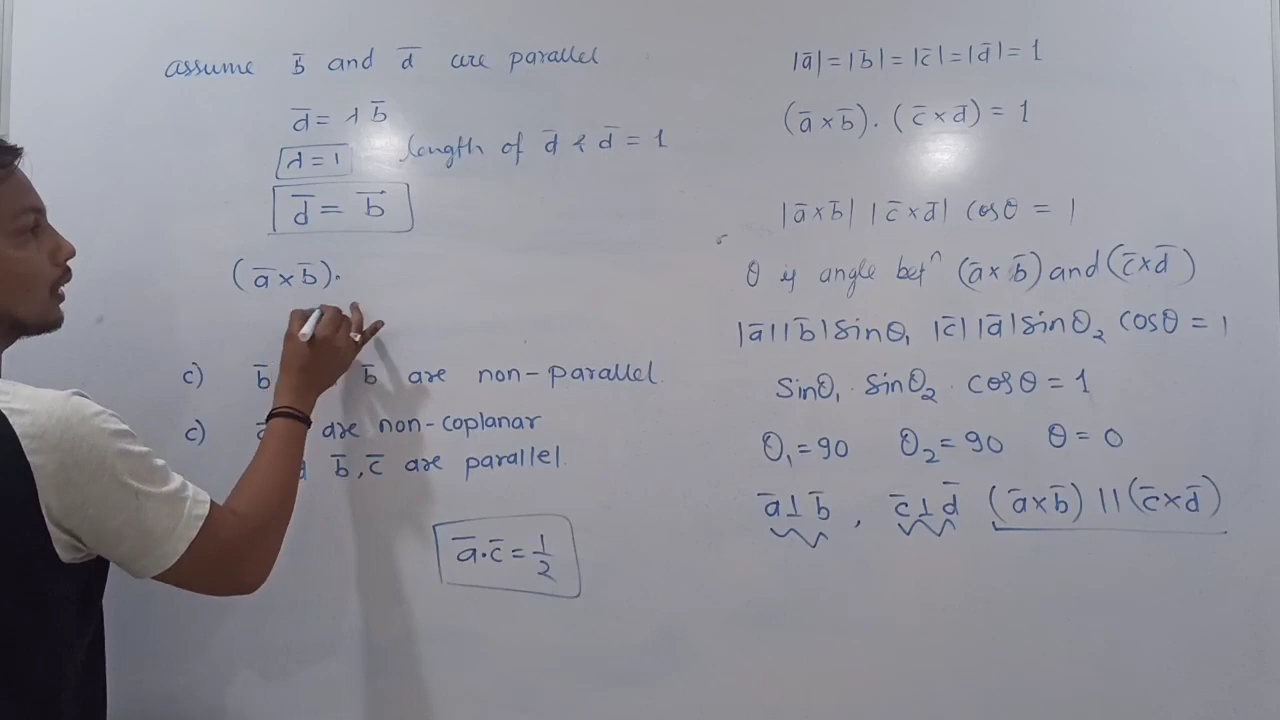 assume b̄ and d̄ are parallel
d̄ = λ b̄
λ = 1 length of d̄ & d̄ = 1
d̄ = b⃗
(ā × b̄).
c) b̄ b̄ are non-parallel.
c) are non-coplanar
b̄, c̄ are parallel.
ā·c̄ = 1/2
|ā| = |b̄| = |c̄| = |d̄| = 1
(ā × b̄). (c̄ × d̄) = 1
|ā × b̄| |c̄ × d̄| cosθ = 1
θ is angle betⁿ (ā × b̄) and (c̄ × d̄)
|ā||b̄|sinθ₁ |c̄||d̄|sinθ₂ cosθ = 1
sinθ₁ · sinθ₂ · cosθ = 1
θ₁ = 90 θ₂ = 90 θ = 0
ā ⊥ b̄ , c̄ ⊥ d̄ (ā × b̄) || (c̄ × d̄)